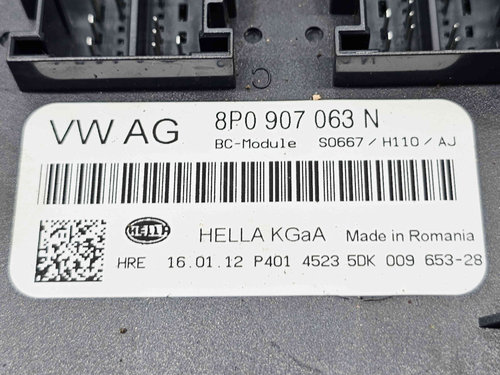 VW AG 8P0 907 063 N
BC-Module S0667 / H110 / AJ
HELLA
HELLA KGaA Made in Romania
HRE 16.01.12 P401 4523 5DK 009 653-28